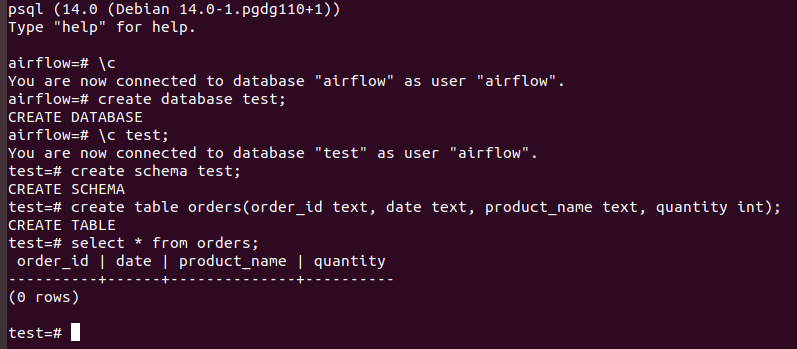 psql (14.0 (Debian 14.0-1.pgdg110+1))
Type "help" for help.
airflow=# \c
You are now connected to database "airflow" as user "airflow".
airflow=# create database test;
CREATE DATABASE
airflow=# \c test;
You are now connected to database "test" as user "airflow".
test=# create schema test;
CREATE SCHEMA
test=# create table orders(order_id text, date text, product_name text, quantity int);
CREATE TABLE
test=# select * from orders;
 order_id | date | product_name | quantity
----------+------+--------------+----------
(0 rows)
test=#